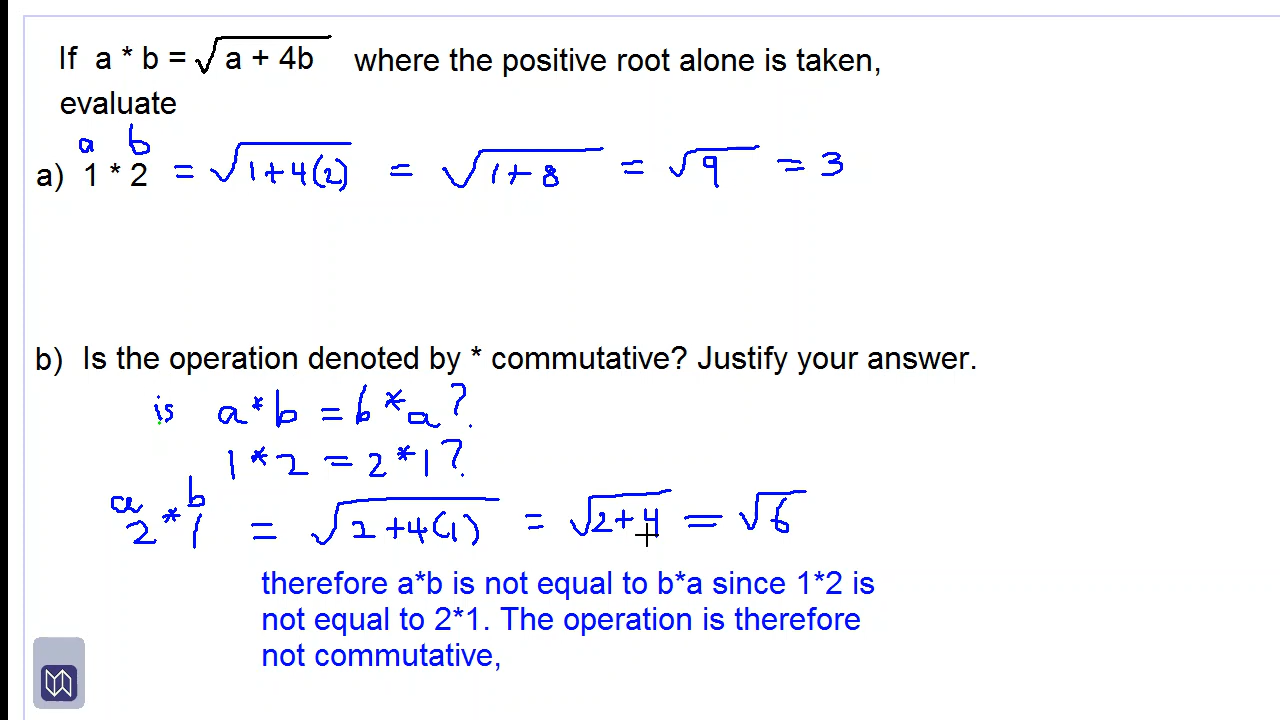 If a * b = √a + 4b where the positive root alone is taken,
evaluate
a b
a) 1 * 2 = √1+4(2) = √1+8 = √9 = 3
b) Is the operation denoted by * commutative? Justify your answer.
is a*b = b*a?
1*2 = 2*1?
a b
2*1 = √2+4(1) = √2+4 = √6
therefore a*b is not equal to b*a since 1*2 is
not equal to 2*1. The operation is therefore
not commutative,